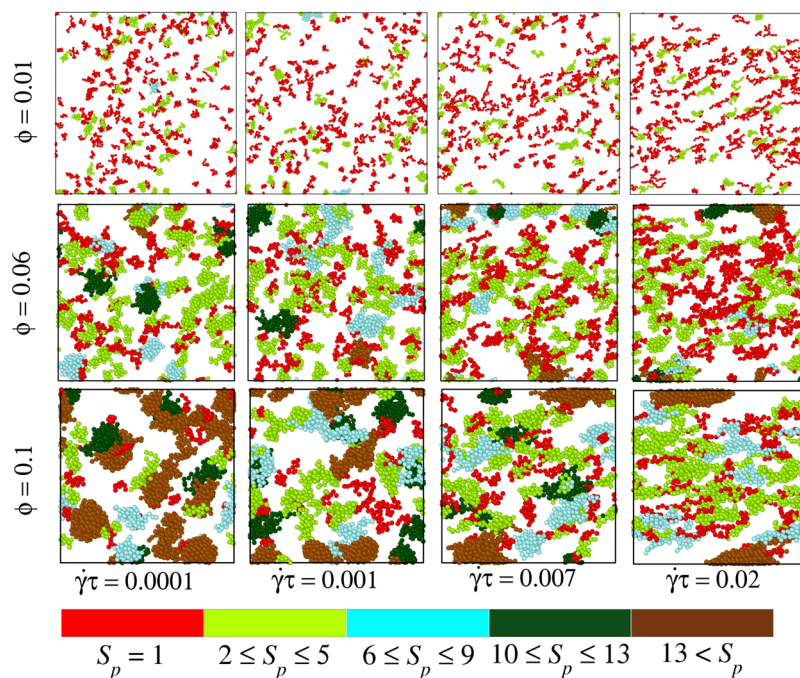 ϕ = 0.01
ϕ = 0.06
ϕ = 0.1
γ̇τ = 0.0001 γ̇τ = 0.001 γ̇τ = 0.007 γ̇τ = 0.02
S_p = 1 2 ≤ S_p ≤ 5 6 ≤ S_p ≤ 9 10 ≤ S_p ≤ 13 13 < S_p